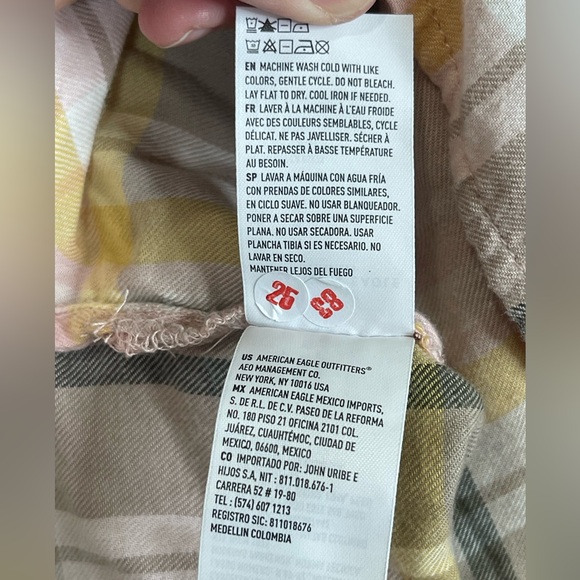 EN MACHINE WASH COLD WITH LIKE
COLORS, GENTLE CYCLE. DO NOT BLEACH.
LAY FLAT TO DRY. COOL IRON IF NEEDED.
FR LAVER À LA MACHINE À L'EAU FROIDE
AVEC DES COULEURS SEMBLABLES, CYCLE
DÉLICAT. NE PAS JAVELLISER. SÉCHER À
PLAT. REPASSER À BASSE TEMPÉRATURE
AU BESOIN.
SP LAVAR A MÁQUINA CON AGUA FRÍA
CON PRENDAS DE COLORES SIMILARES,
EN CICLO SUAVE. NO USAR BLANQUEADOR.
PONER A SECAR SOBRE UNA SUPERFICIE
PLANA. NO USAR SECADORA. USAR
PLANCHA TIBIA SI ES NECESARIO. NO
LAVAR EN SECO.
MANTENER LEJOS DEL FUEGO
25
88
US AMERICAN EAGLE OUTFITTERS®
AEO MANAGEMENT CO.
NEW YORK, NY 10016 USA
MX AMERICAN EAGLE MEXICO IMPORTS,
S. DE R.L. DE C.V. PASEO DE LA REFORMA
NO. 180 PISO 21 OFICINA 2101 COL.
JUÁREZ, CUAUHTÉMOC, CIUDAD DE
MEXICO, 06600, MEXICO
CO IMPORTADO POR: JOHN URIBE E
HIJOS S.A, NIT : 811.018.676-1
CARRERA 52 # 19-80
TEL : (574) 607 1213
REGISTRO SIC: 811018676
MEDELLIN COLOMBIA